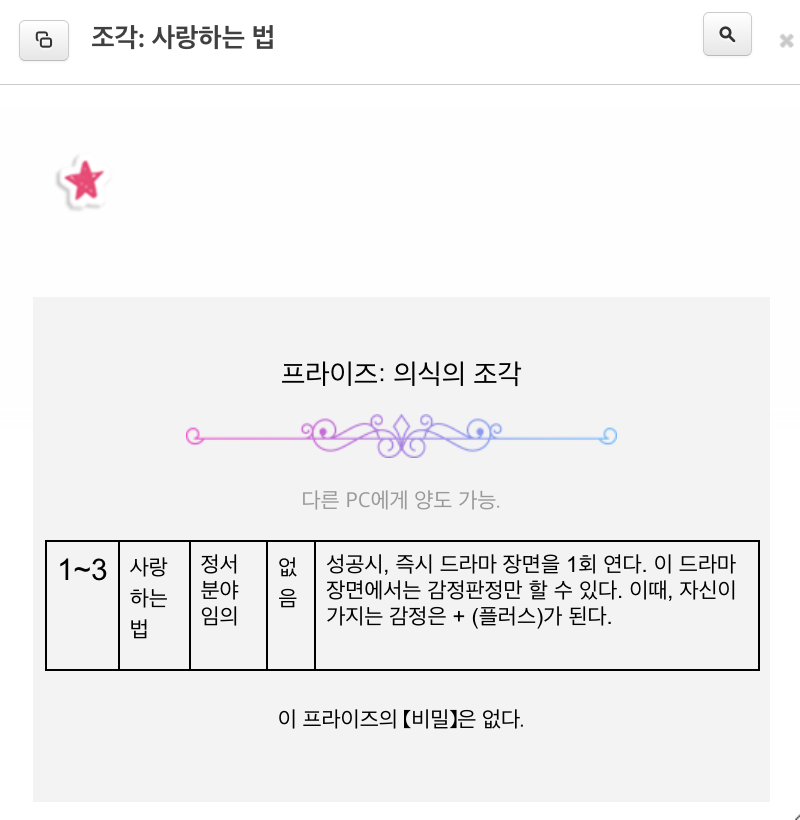 조각: 사랑하는 법
프라이즈: 의식의 조각
다른 PC에게 양도 가능.
1~3
사랑
하는
법
정서
분야
임의
없
음
성공시, 즉시 드라마 장면을 1회 연다. 이 드라마
장면에서는 감정판정만 할 수 있다. 이때, 자신이
가지는 감정은 + (플러스)가 된다.
이 프라이즈의【비밀】은 없다.